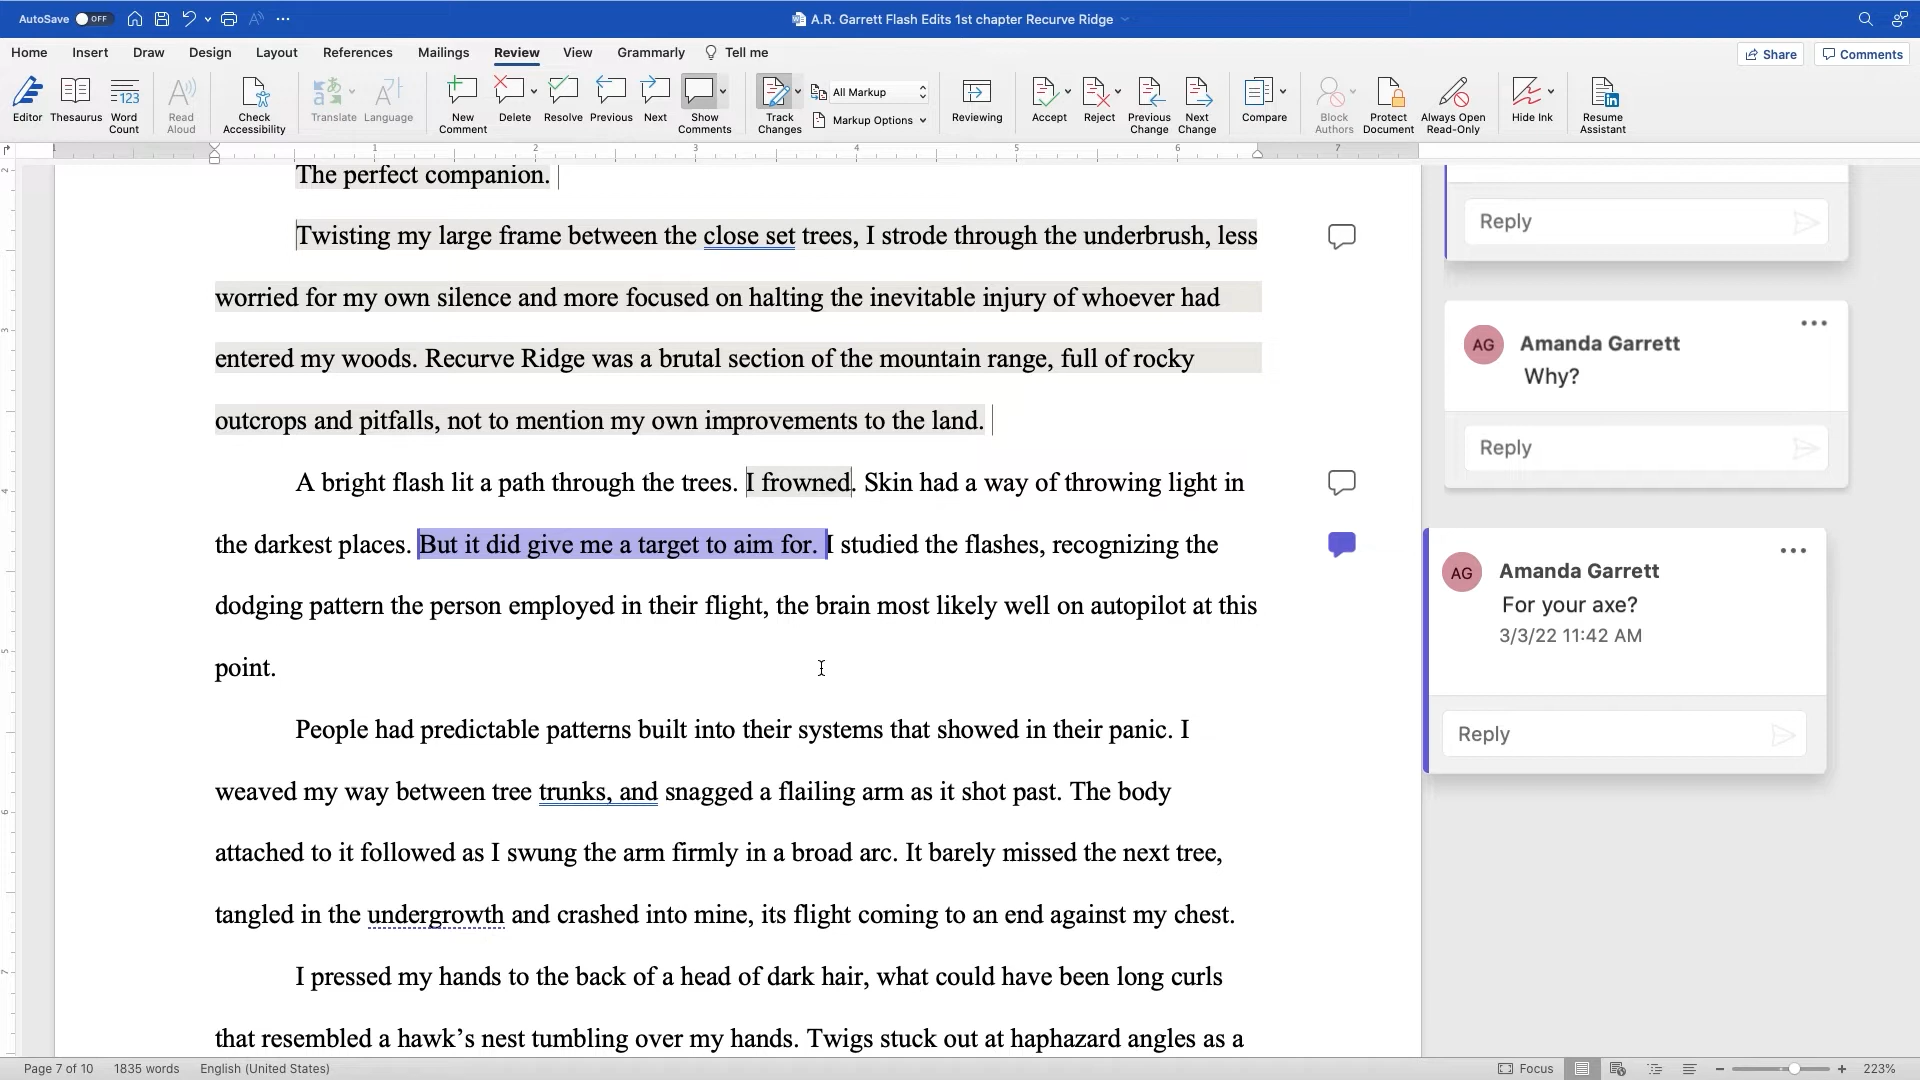 AutoSave OFF
A.R. Garrett Flash Edits 1st chapter Recurve Ridge
Home Insert Draw Design Layout References Mailings Review View Grammarly Tell me
Share Comments
Editor Thesaurus Word Count Read Aloud Check Accessibility Translate Language New Comment Delete Resolve Previous Next Show Comments Track Changes All Markup Markup Options Reviewing Accept Reject Previous Change Next Change Compare Block Authors Protect Document Always Open Read-Only Hide Ink Resume Assistant
1 1 2 3 4 5 6 7
The perfect companion.
Twisting my large frame between the close set trees, I strode through the underbrush, less
worried for my own silence and more focused on halting the inevitable injury of whoever had
entered my woods. Recurve Ridge was a brutal section of the mountain range, full of rocky
outcrops and pitfalls, not to mention my own improvements to the land.
A bright flash lit a path through the trees. I frowned. Skin had a way of throwing light in
the darkest places. But it did give me a target to aim for. I studied the flashes, recognizing the
dodging pattern the person employed in their flight, the brain most likely well on autopilot at this
point.
People had predictable patterns built into their systems that showed in their panic. I
weaved my way between tree trunks, and snagged a flailing arm as it shot past. The body
attached to it followed as I swung the arm firmly in a broad arc. It barely missed the next tree,
tangled in the undergrowth and crashed into mine, its flight coming to an end against my chest.
I pressed my hands to the back of a head of dark hair, what could have been long curls
that resembled a hawk’s nest tumbling over my hands. Twigs stuck out at haphazard angles as a
Reply
AG Amanda Garrett
Why?
Reply
AG Amanda Garrett
For your axe?
3/3/22 11:42 AM
Reply
2
3
4
5
6
7
Page 7 of 10 1835 words English (United States) Focus 223%